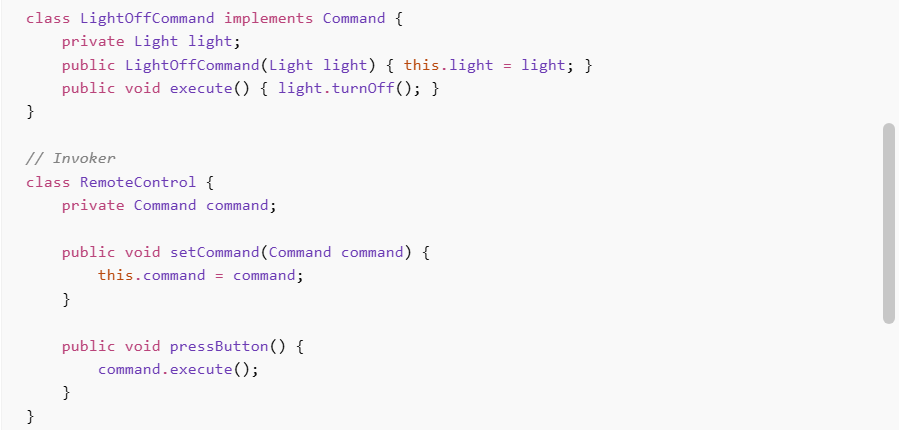 class LightOffCommand implements Command {
    private Light light;
    public LightOffCommand(Light light) { this.light = light; }
    public void execute() { light.turnOff(); }
}

// Invoker
class RemoteControl {
    private Command command;

    public void setCommand(Command command) {
        this.command = command;
    }

    public void pressButton() {
        command.execute();
    }
}